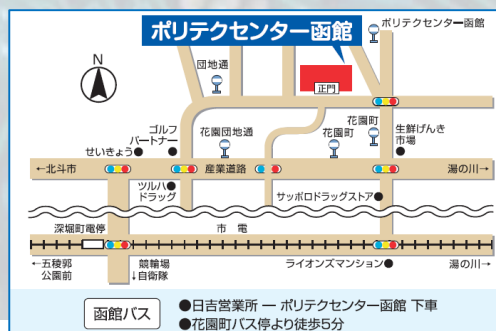 ポリテクセンター函館
ポリテクセンター函館
N
団地通
正門
花園町
ゴルフ
パートナー
花園団地通
花園町
生鮮げんき
市場
せいきょう
←北斗市
産業道路
湯の川→
ツルハ
ドラッグ
サッポロドラッグストア
深堀町電停
市電
←五稜郭
公園前
競輪場
↓自衛隊
ライオンズマンション
湯の川→
函館バス
●日吉営業所 ― ポリテクセンター函館 下車
●花園町バス停より徒歩5分